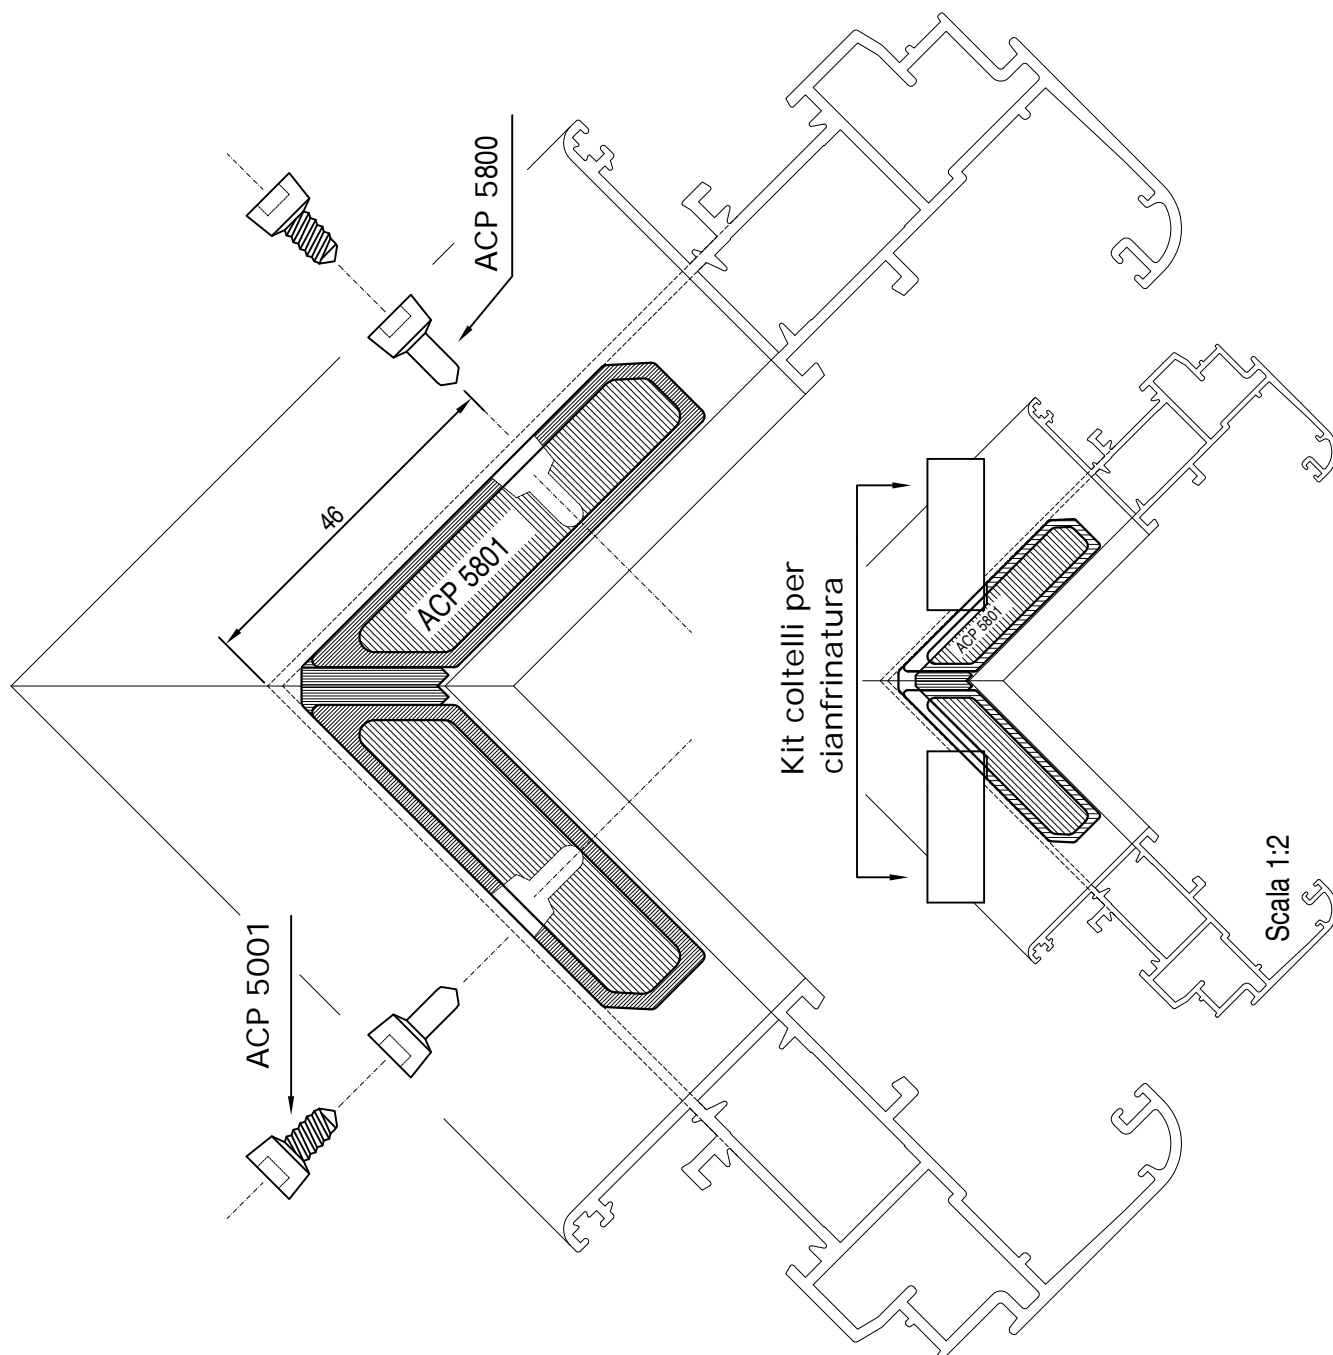 ACP 5001
ACP 5800
46
ACP 5801
Kit coltelli per
cianfrinatura
ACP 5801
Scala 1:2